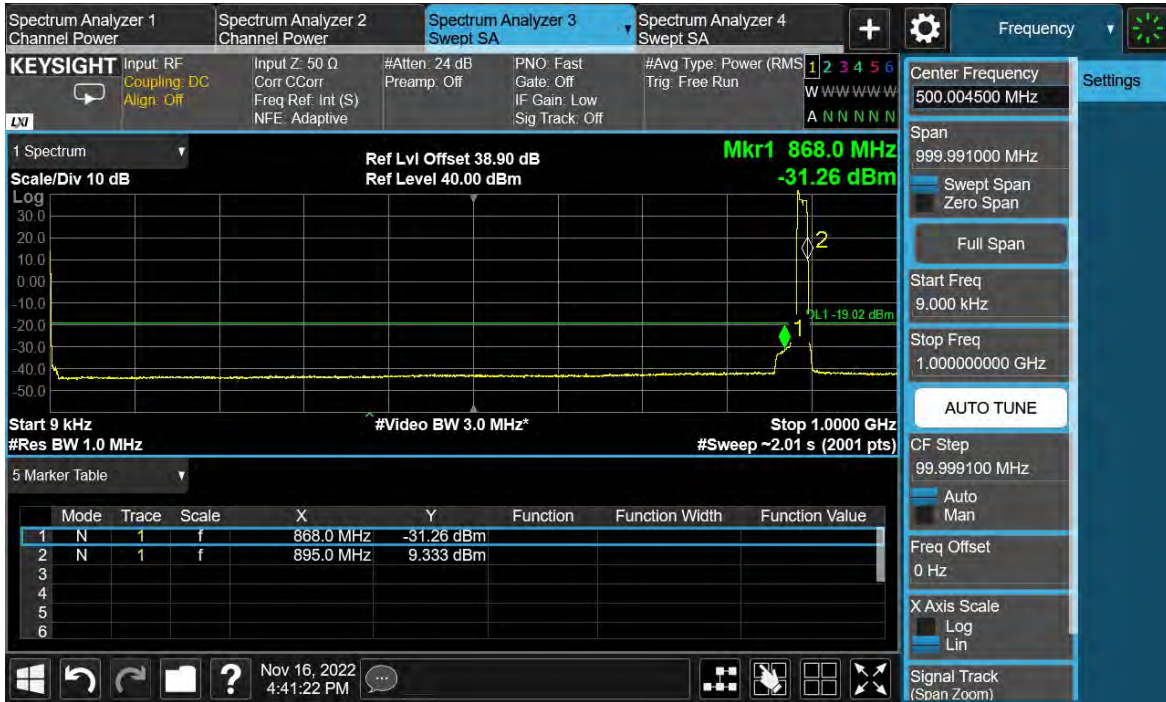 Spectrum Analyzer 1
Channel Power
Spectrum Analyzer 2
Channel Power
Spectrum Analyzer 3
Swept SA
Spectrum Analyzer 4
Swept SA
Frequency
KEYSIGHT
Input: RF
Coupling: DC
Align: Off
Input Z: 50 Ω
Corr CCorr
Freq Ref: Int (S)
NFE: Adaptive
#Atten: 24 dB
Preamp: Off
PNO: Fast
Gate: Off
IF Gain: Low
Sig Track: Off
#Avg Type: Power (RMS
Trig: Free Run
1 2 3 4 5 6
W W W W W W
A N N N N N
LXI
1 Spectrum
Scale/Div 10 dB
Ref Lvl Offset 38.90 dB
Ref Level 40.00 dBm
Mkr1 868.0 MHz
-31.26 dBm
Log
30.0
20.0
10.0
0.00
-10.0
-20.0
-30.0
-40.0
-50.0
2
DL1 -19.02 dBm
1
Start 9 kHz
#Video BW 3.0 MHz*
Stop 1.0000 GHz
#Res BW 1.0 MHz
#Sweep ~2.01 s (2001 pts)
5 Marker Table
Mode Trace Scale X Y Function Function Width Function Value
1 N 1 f 868.0 MHz -31.26 dBm
2 N 1 f 895.0 MHz 9.333 dBm
3
4
5
6
Nov 16, 2022
4:41:22 PM
Center Frequency
500.004500 MHz
Settings
Span
999.991000 MHz
Swept Span
Zero Span
Full Span
Start Freq
9.000 kHz
Stop Freq
1.000000000 GHz
AUTO TUNE
CF Step
99.999100 MHz
Auto
Man
Freq Offset
0 Hz
X Axis Scale
Log
Lin
Signal Track
(Span Zoom)